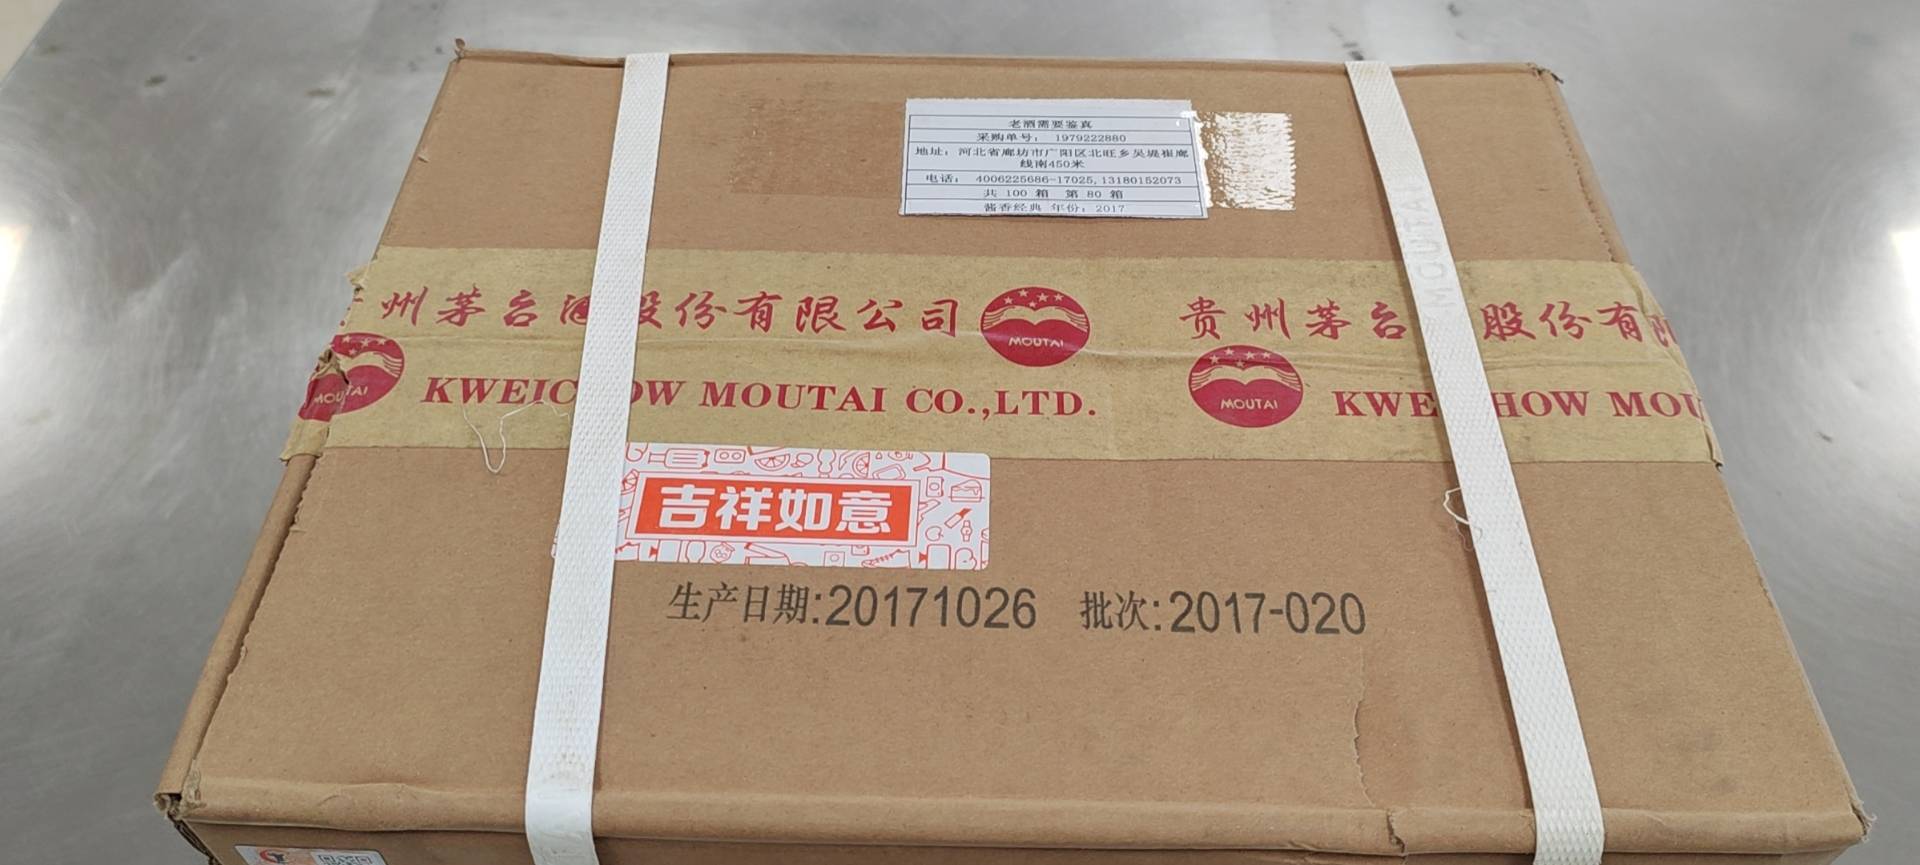 老酒需要鉴真
采购单号： 1979222880
地址：河北省廊坊市广阳区北旺乡吴堤崔廊
线南450米
电话： 4006225686-17025,13180152073
共 100 箱 第 80 箱
酱香经典 年份：2017
州茅台酒股份有限公司
MOUTAI
贵州茅台 股份有限
MOUTAI
MOUTAI
KWEICHOW MOUTAI CO.,LTD.
MOUTAI
KWE HOW MOU
吉祥如意
生产日期:20171026 批次:2017-020